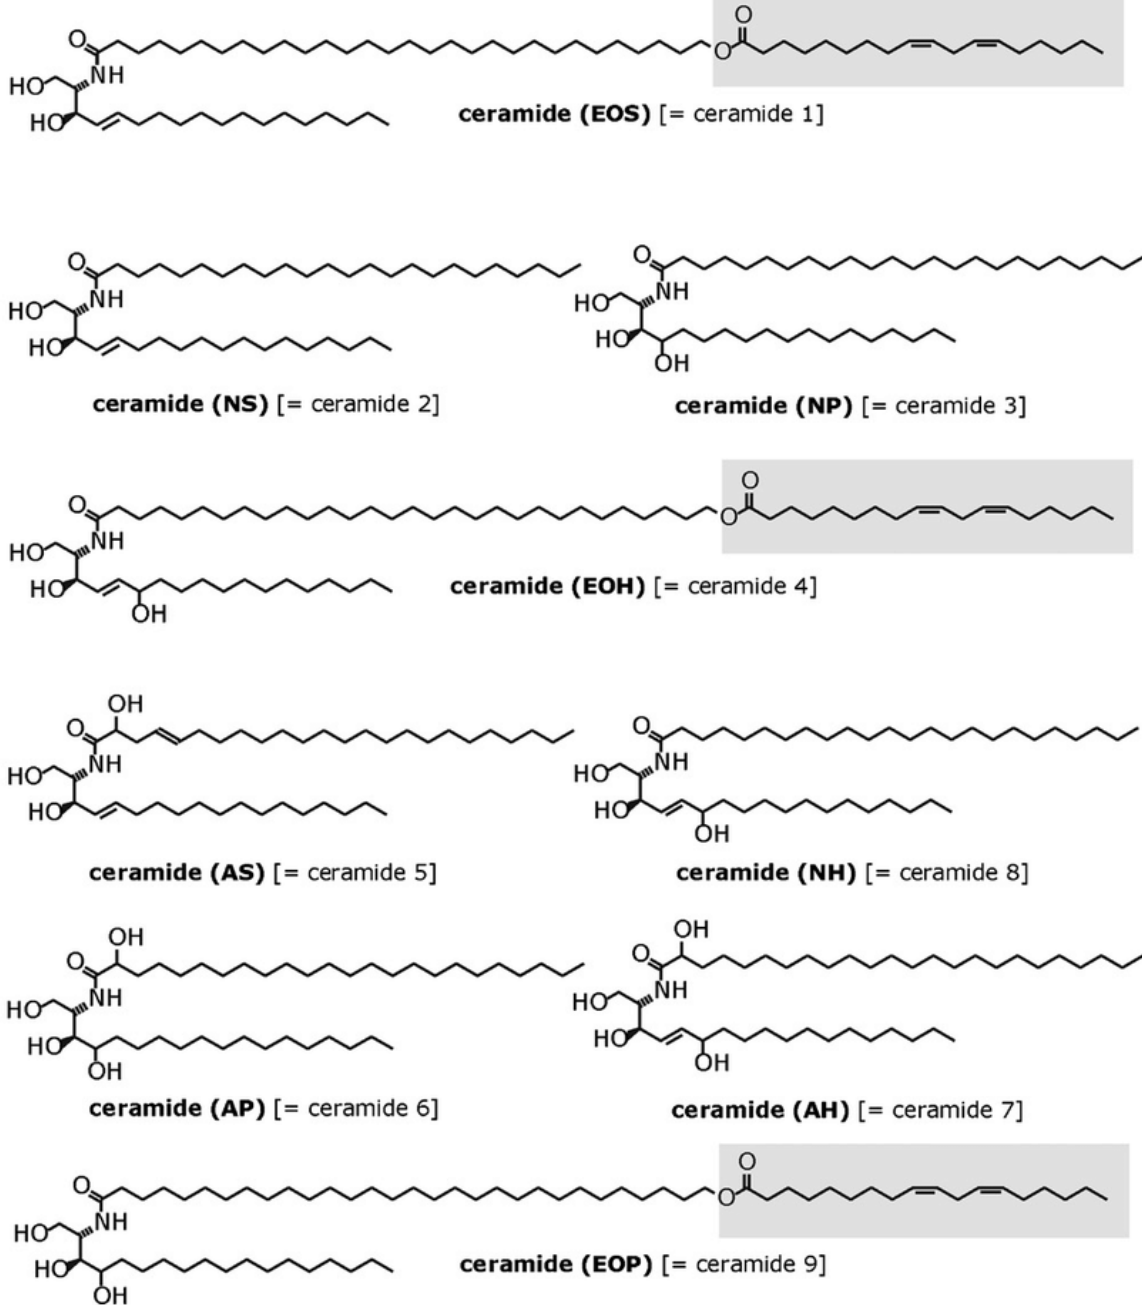 O
O
NH
O
HO
HO
ceramide (EOS) [= ceramide 1]
O
O
NH
NH
HO
HO
HO
HO
OH
ceramide (NS) [= ceramide 2]
ceramide (NP) [= ceramide 3]
O
O
O
NH
HO
HO
OH
ceramide (EOH) [= ceramide 4]
OH
O
O
NH
NH
HO
HO
HO
HO
OH
ceramide (AS) [= ceramide 5]
ceramide (NH) [= ceramide 8]
OH
OH
O
O
NH
NH
HO
HO
HO
HO
OH
OH
ceramide (AP) [= ceramide 6]
ceramide (AH) [= ceramide 7]
O
O
O
NH
HO
HO
OH
ceramide (EOP) [= ceramide 9]